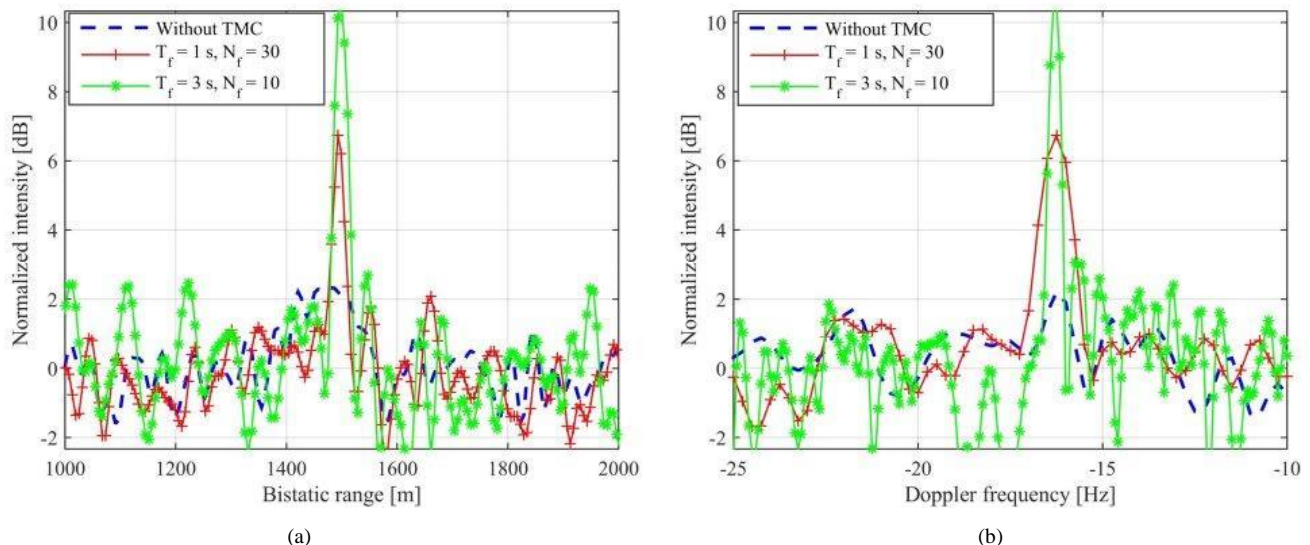 Without TMC
T_f = 1 s, N_f = 30
T_f = 3 s, N_f = 10
Normalized intensity [dB]
10
8
6
4
2
0
-2
1000
1200
1400
1600
1800
2000
Bistatic range [m]
(a)
Without TMC
T_f = 1 s, N_f = 30
T_f = 3 s, N_f = 10
Normalized intensity [dB]
10
8
6
4
2
0
-2
-25
-20
-15
-10
Doppler frequency [Hz]
(b)